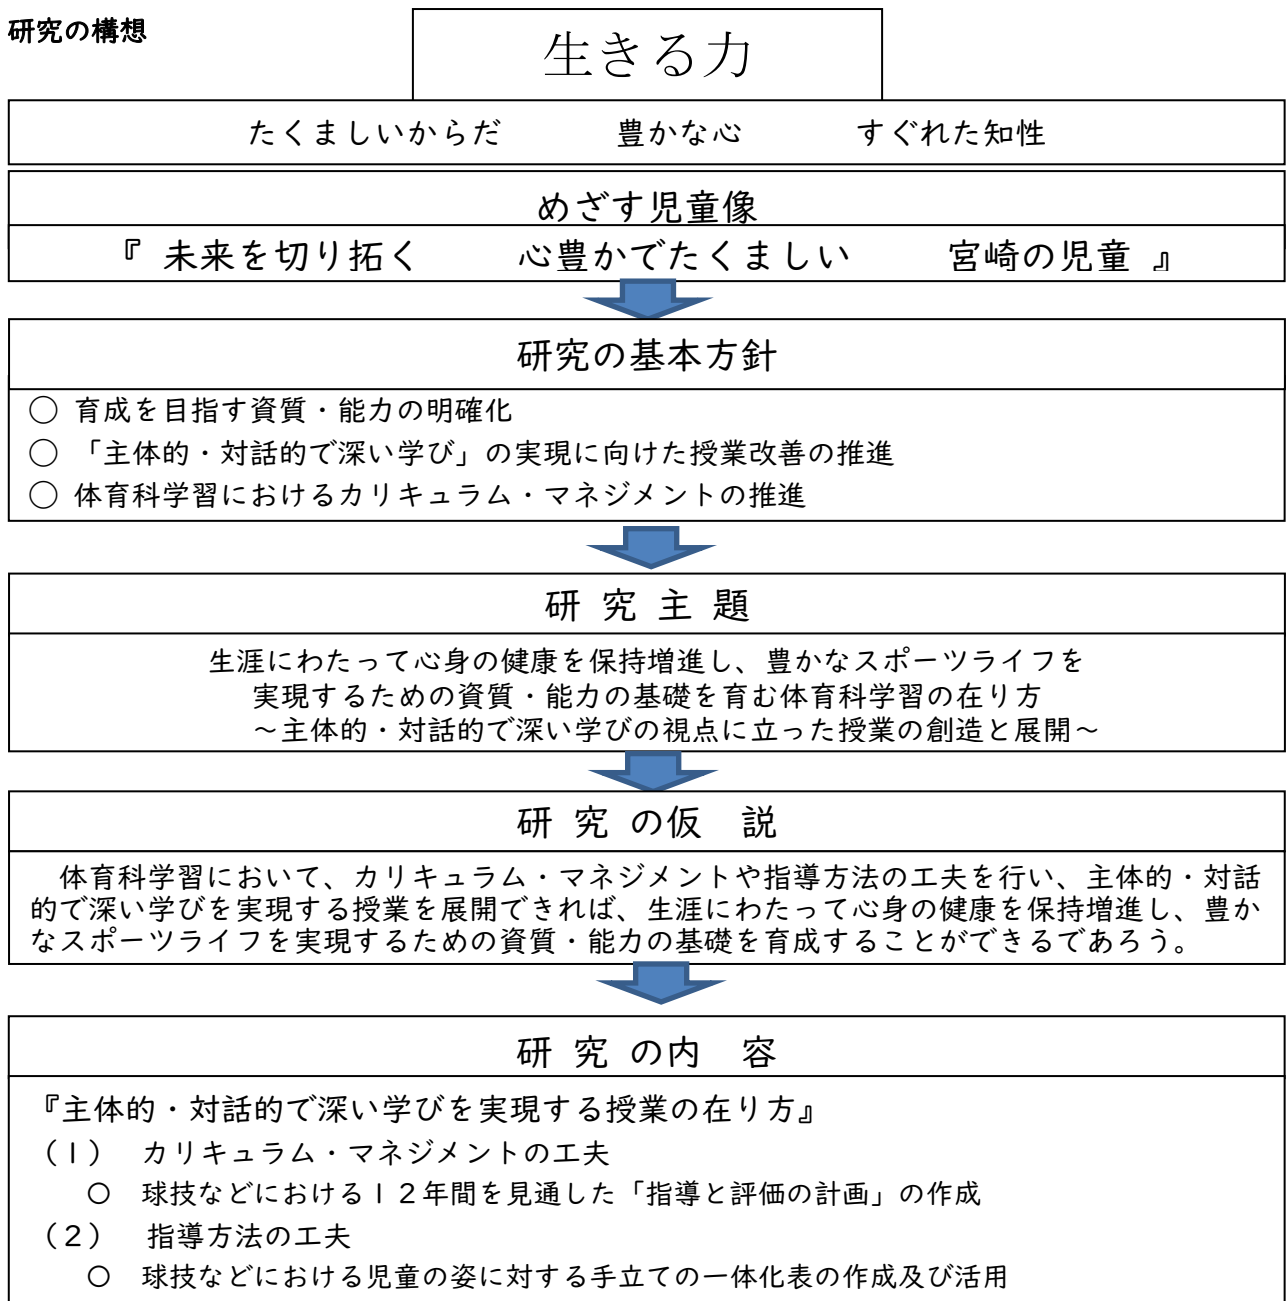 研究の構想
生きる力
たくましいからだ　豊かな心　すぐれた知性
めざす児童像
『 未来を切り拓く　心豊かでたくましい　宮崎の児童 』
研究の基本方針
○ 育成を目指す資質・能力の明確化
○ 「主体的・対話的で深い学び」の実現に向けた授業改善の推進
○ 体育科学習におけるカリキュラム・マネジメントの推進
研 究 主 題
生涯にわたって心身の健康を保持増進し、豊かなスポーツライフを
実現するための資質・能力の基礎を育む体育科学習の在り方
～主体的・対話的で深い学びの視点に立った授業の創造と展開～
研 究 の仮 説
体育科学習において、カリキュラム・マネジメントや指導方法の工夫を行い、主体的・対話
的で深い学びを実現する授業を展開できれば、生涯にわたって心身の健康を保持増進し、豊か
なスポーツライフを実現するための資質・能力の基礎を育成することができるであろう。
研 究 の内 容
『主体的・対話的で深い学びを実現する授業の在り方』
（１）　カリキュラム・マネジメントの工夫
○　球技などにおける１２年間を見通した「指導と評価の計画」の作成
（２）　指導方法の工夫
○　球技などにおける児童の姿に対する手立ての一体化表の作成及び活用